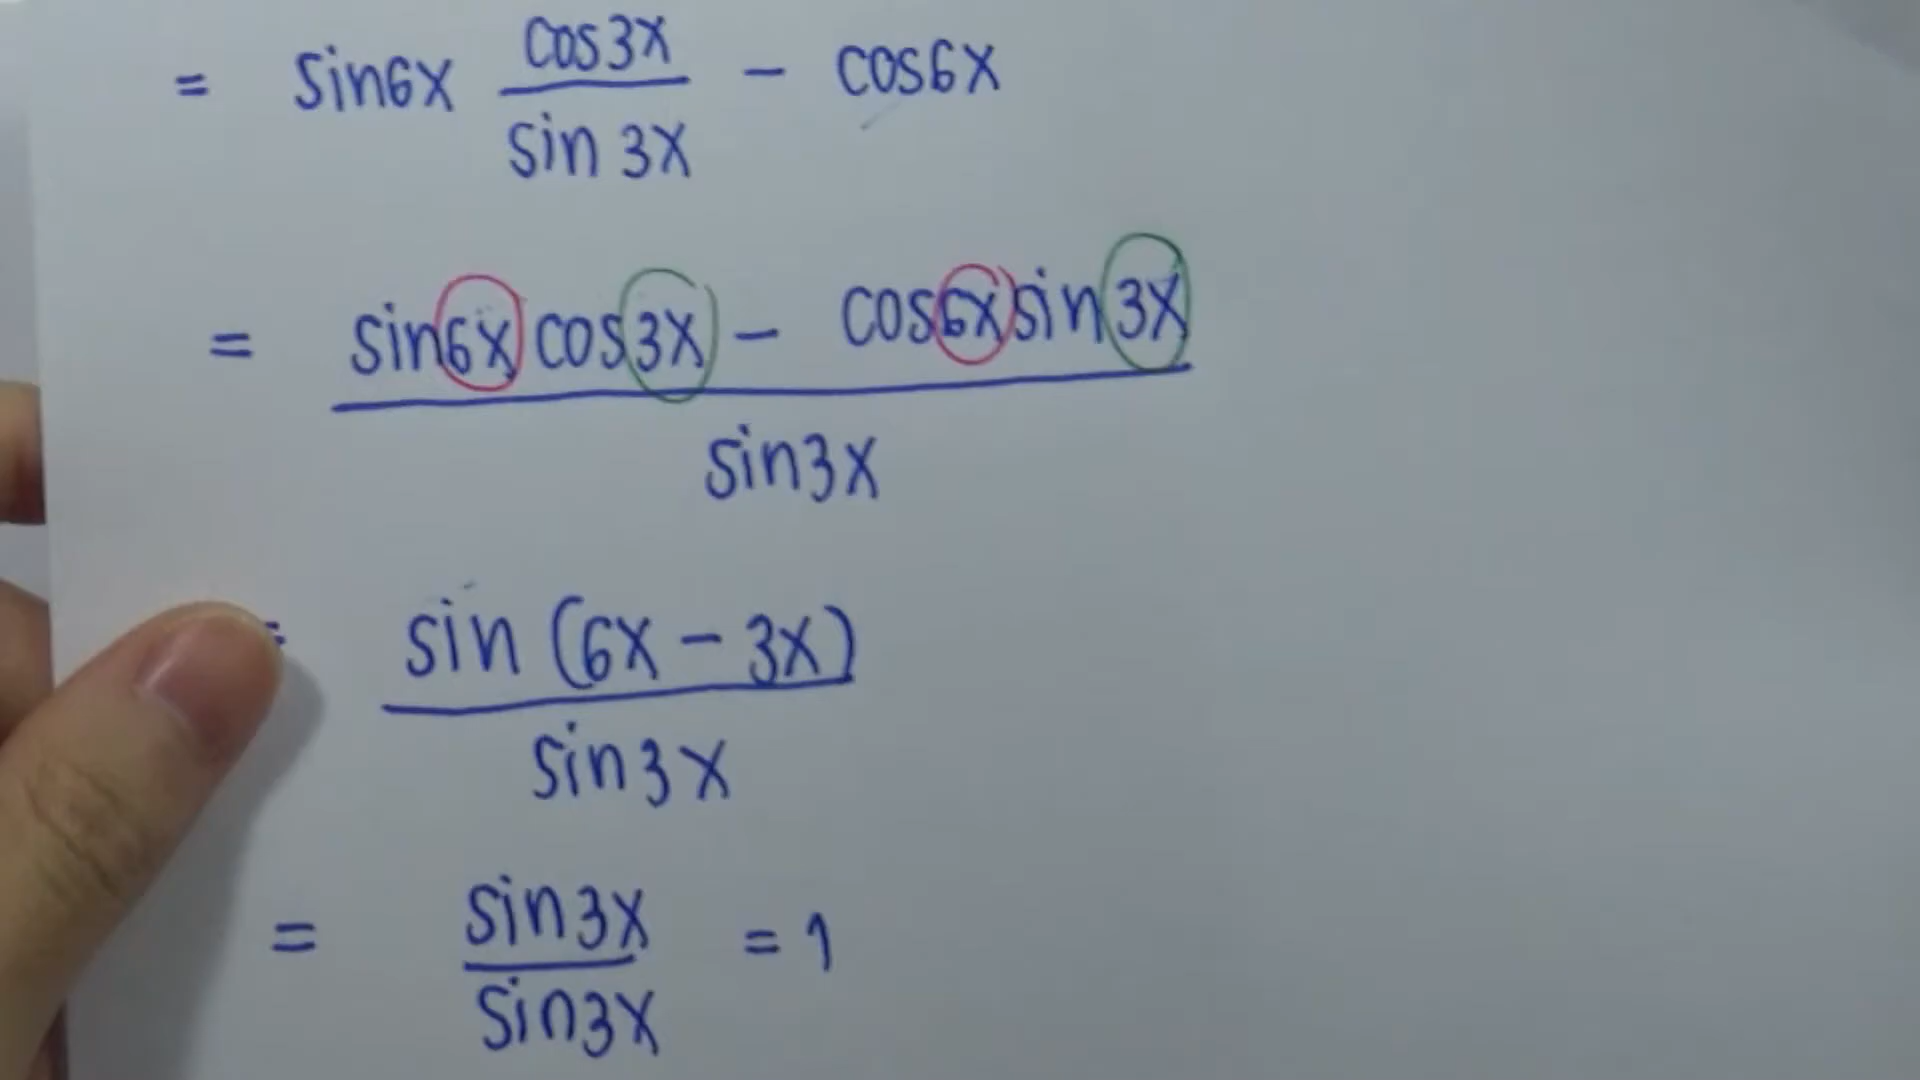 = sin6x cos3x/sin 3x - cos6x
= (sin6x cos3x - cos6x sin3x)/sin3x
= sin (6x - 3x)/sin3x
= sin3x/sin3x = 1